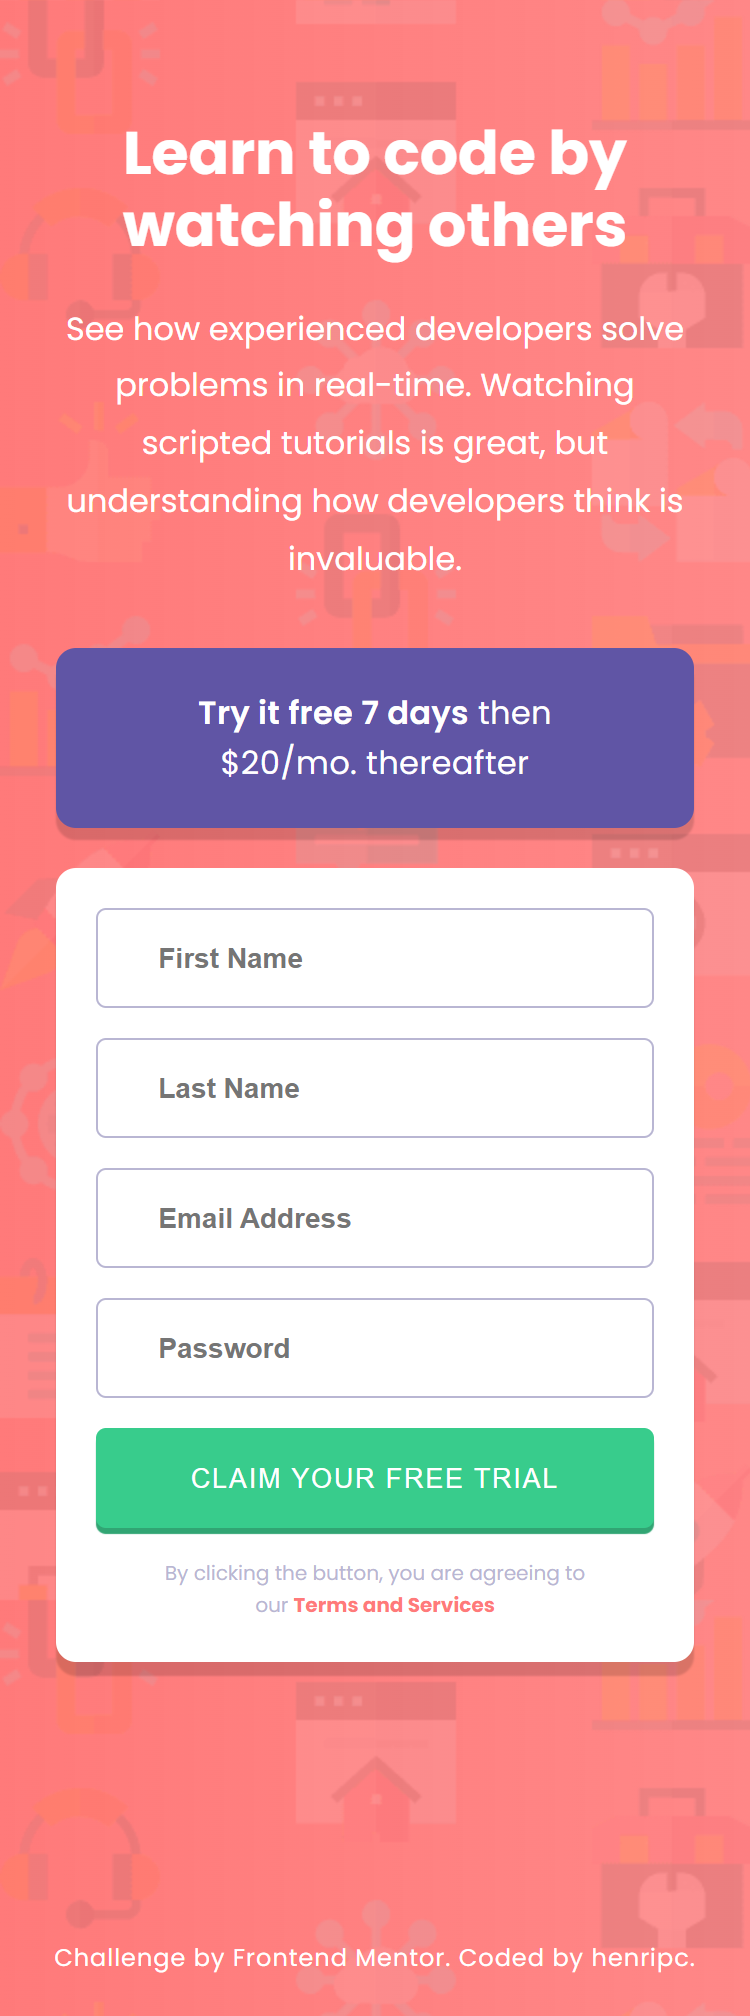 Learn to code by
watching others
See how experienced developers solve
problems in real-time. Watching
scripted tutorials is great, but
understanding how developers think is
invaluable.
Try it free 7 days then
$20/mo. thereafter
First Name
Last Name
Email Address
Password
CLAIM YOUR FREE TRIAL
By clicking the button, you are agreeing to
our Terms and Services
Challenge by Frontend Mentor. Coded by henripc.